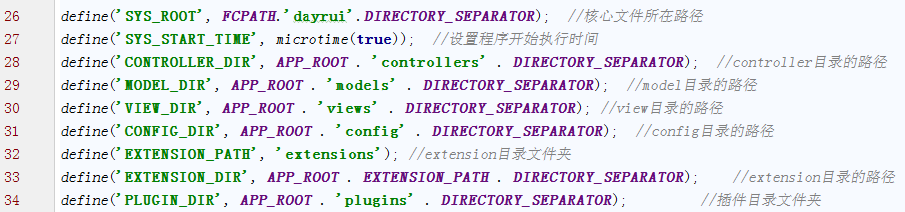 26 define('SYS_ROOT', FCPATH.'dayrui'.DIRECTORY_SEPARATOR); //核心文件所在路径
27 define('SYS_START_TIME', microtime(true)); //设置程序开始执行时间
28 define('CONTROLLER_DIR', APP_ROOT . 'controllers' . DIRECTORY_SEPARATOR); //controller目录的路径
29 define('MODEL_DIR', APP_ROOT . 'models' . DIRECTORY_SEPARATOR); //model目录的路径
30 define('VIEW_DIR', APP_ROOT . 'views' . DIRECTORY_SEPARATOR); //view目录的路径
31 define('CONFIG_DIR', APP_ROOT . 'config' . DIRECTORY_SEPARATOR); //config目录的路径
32 define('EXTENSION_PATH', 'extensions'); //extension目录文件夹
33 define('EXTENSION_DIR', APP_ROOT . EXTENSION_PATH . DIRECTORY_SEPARATOR); //extension目录的路径
34 define('PLUGIN_DIR', APP_ROOT . 'plugins' . DIRECTORY_SEPARATOR); //插件目录文件夹